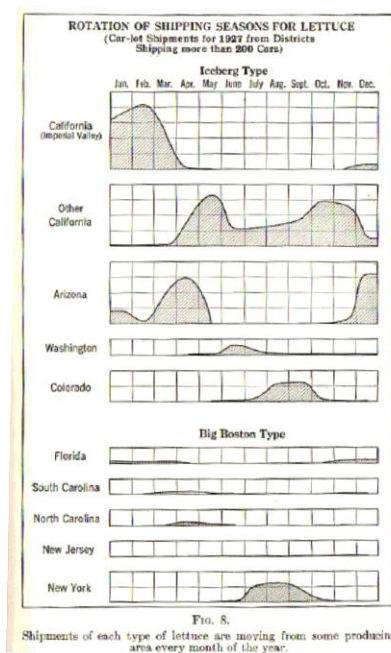 ROTATION OF SHIPPING SEASONS FOR LETTUCE
(Car-lot Shipments for 1927 from Districts
Shipping more than 200 Cars)
Iceberg Type
Jan. Feb. Mar. Apr. May June July Aug. Sept. Oct. Nov. Dec.
California
(Imperial Valley)
Other
California
Arizona
Washington
Colorado
Big Boston Type
Florida
South Carolina
North Carolina
New Jersey
New York
FIG. 8.
Shipments of each type of lettuce are moving from some producin
area every month of the year.